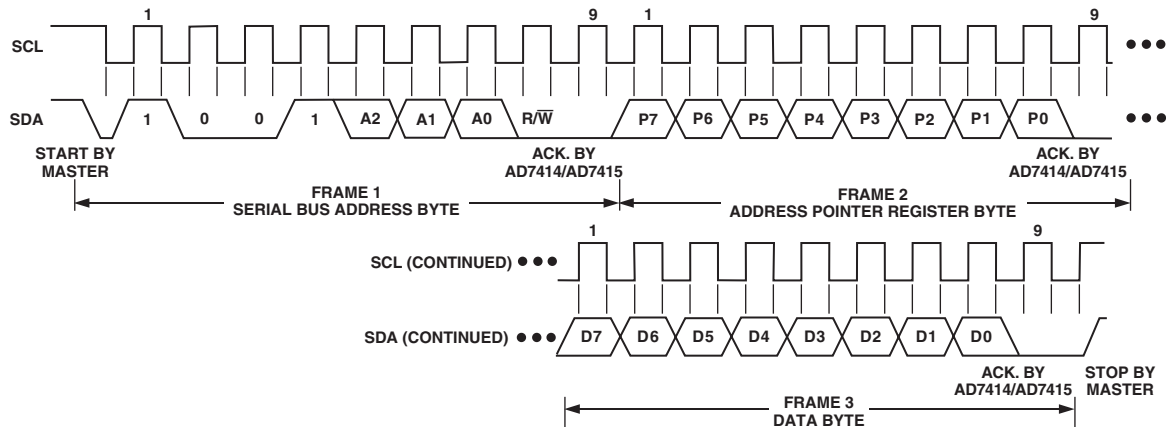 1 9 1 9
SCL
SDA 1 0 0 1 A2 A1 A0 R/W̅ P7 P6 P5 P4 P3 P2 P1 P0
START BY
MASTER
ACK. BY
AD7414/AD7415
ACK. BY
AD7414/AD7415
FRAME 1
SERIAL BUS ADDRESS BYTE
FRAME 2
ADDRESS POINTER REGISTER BYTE
1 9
SCL (CONTINUED)
SDA (CONTINUED) D7 D6 D5 D4 D3 D2 D1 D0
ACK. BY
AD7414/AD7415
STOP BY
MASTER
FRAME 3
DATA BYTE